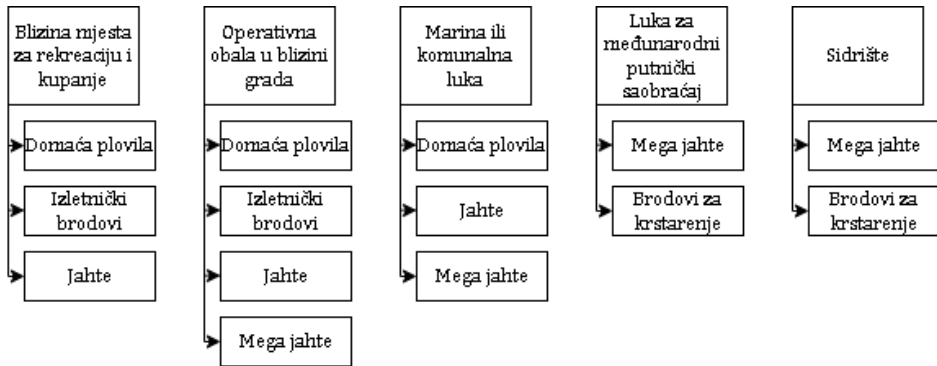 Blizina mjesta
za rekreaciju i
kupanje
Domaća plovila
Izletnički
brodovi
Jahte
Operativna
obala u blizini
grada
Domaća plovila
Izletnički
brodovi
Jahte
Mega jahte
Marina ili
komunalna
luka
Domaća plovila
Jahte
Mega jahte
Luka za
međunarodni
putnički
saobraćaj
Mega jahte
Brodovi za
krstarenje
Sidrište
Mega jahte
Brodovi za
krstarenje